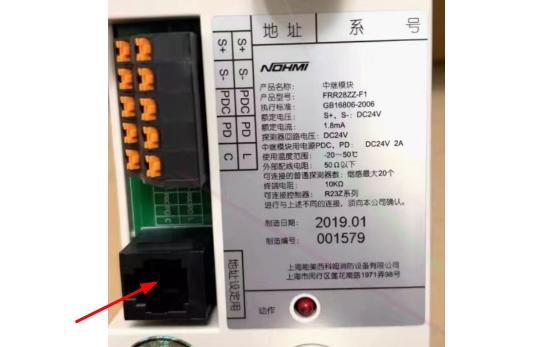 地址 系 号
S+ S+
S- S-
PDC PDC
PD PD
C L
NOHMI
产品名称： 中继模块
产品型号： FRR28ZZ-F1
执行标准： GB16806-2006
额定电压： S+、S-: DC24V
额定电流： 1.8mA
探测器回路电压: DC24V
中继模块用电源PDC、PD: DC24V 2A
使用温度范围: -20~50℃
外部配线电阻: 50Ω以下
可连接的普通探测器数: 烟感最大20个
终端电阻: 10KΩ
可连接控制器: R23Z系列
进行与上述不同的连接，须向本公司确认。
制造日期: 2019.01
制造编号: 001579
上海能美西科姆消防设备有限公司
上海市闵行区莲花南路1971弄98号
地址设定用
动作